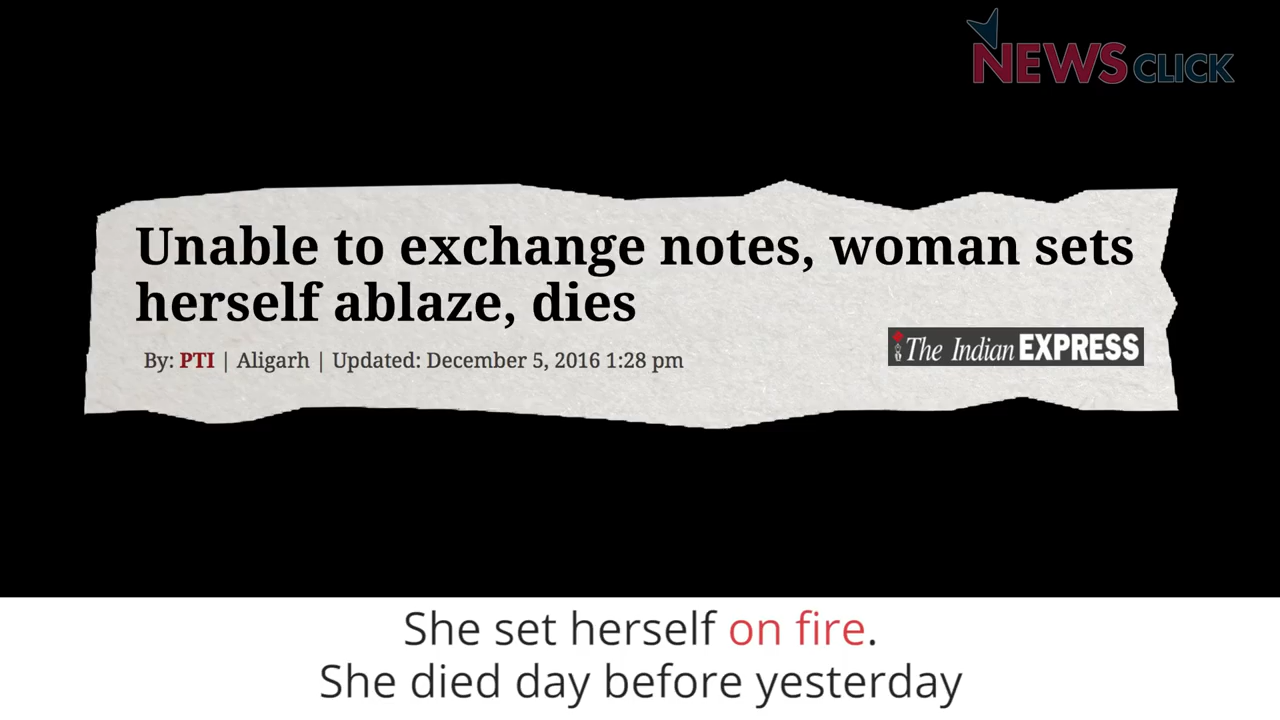 NEWSCLICK
Unable to exchange notes, woman sets
herself ablaze, dies
By: PTI | Aligarh | Updated: December 5, 2016 1:28 pm
The Indian EXPRESS
She set herself on fire.
She died day before yesterday